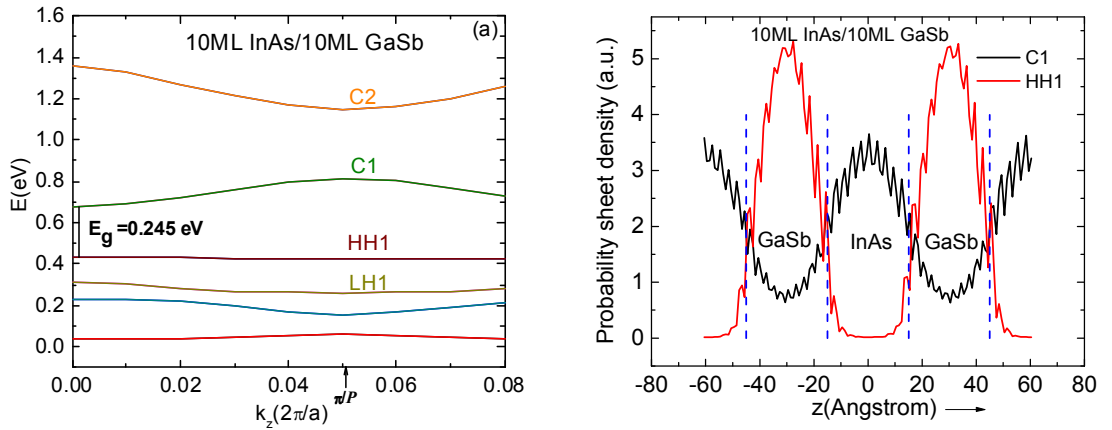 10ML InAs/10ML GaSb
(a)
C2
C1
E_g =0.245 eV
HH1
LH1
E(eV)
1.6
1.4
1.2
1.0
0.8
0.6
0.4
0.2
0.0
0.00 0.02 0.04 0.06 0.08
π/P
k_z(2π/a)
10ML InAs/10ML GaSb
C1
HH1
GaSb InAs GaSb
Probability sheet density (a.u.)
5
4
3
2
1
0
-80 -60 -40 -20 0 20 40 60 80
z(Angstrom)